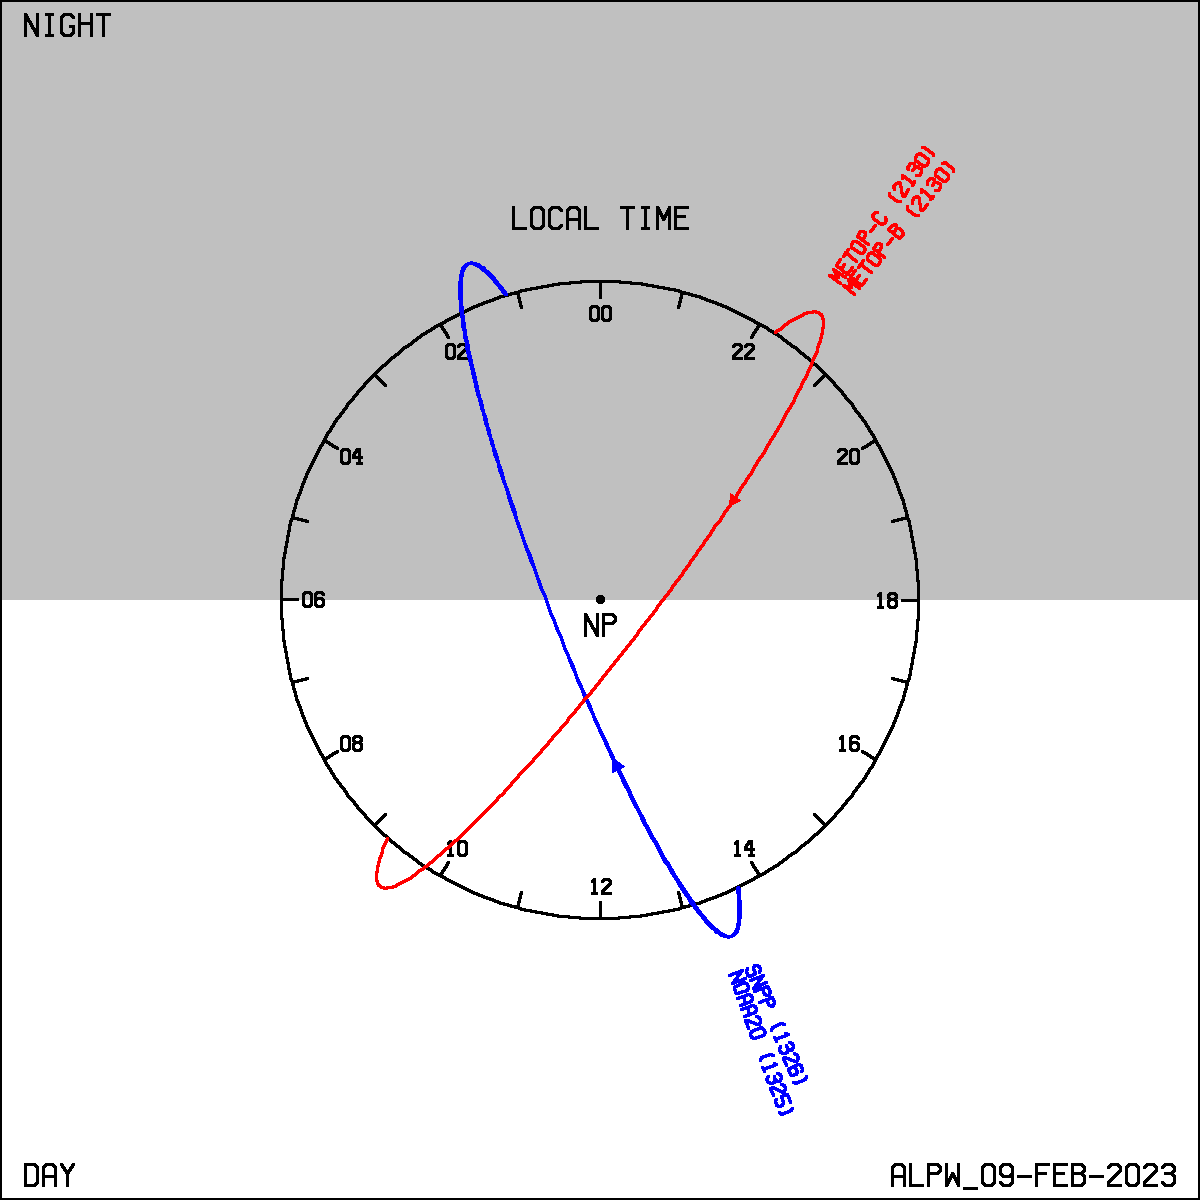 NIGHT
METOP-C (2130)
METOP-B (2130)
LOCAL TIME
00
02
22
04
20
06
18
NP
08
16
10
14
12
SNPP (1326)
NOAA20 (1325)
DAY
ALPW_09-FEB-2023